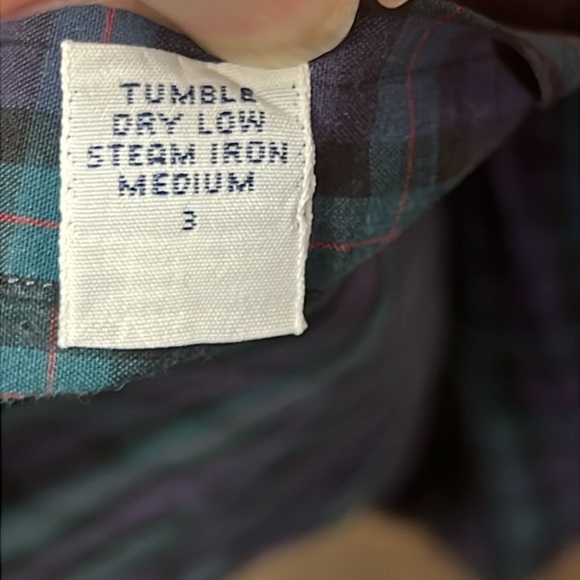 TUMBLE
DRY LOW
STEAM IRON
MEDIUM
3